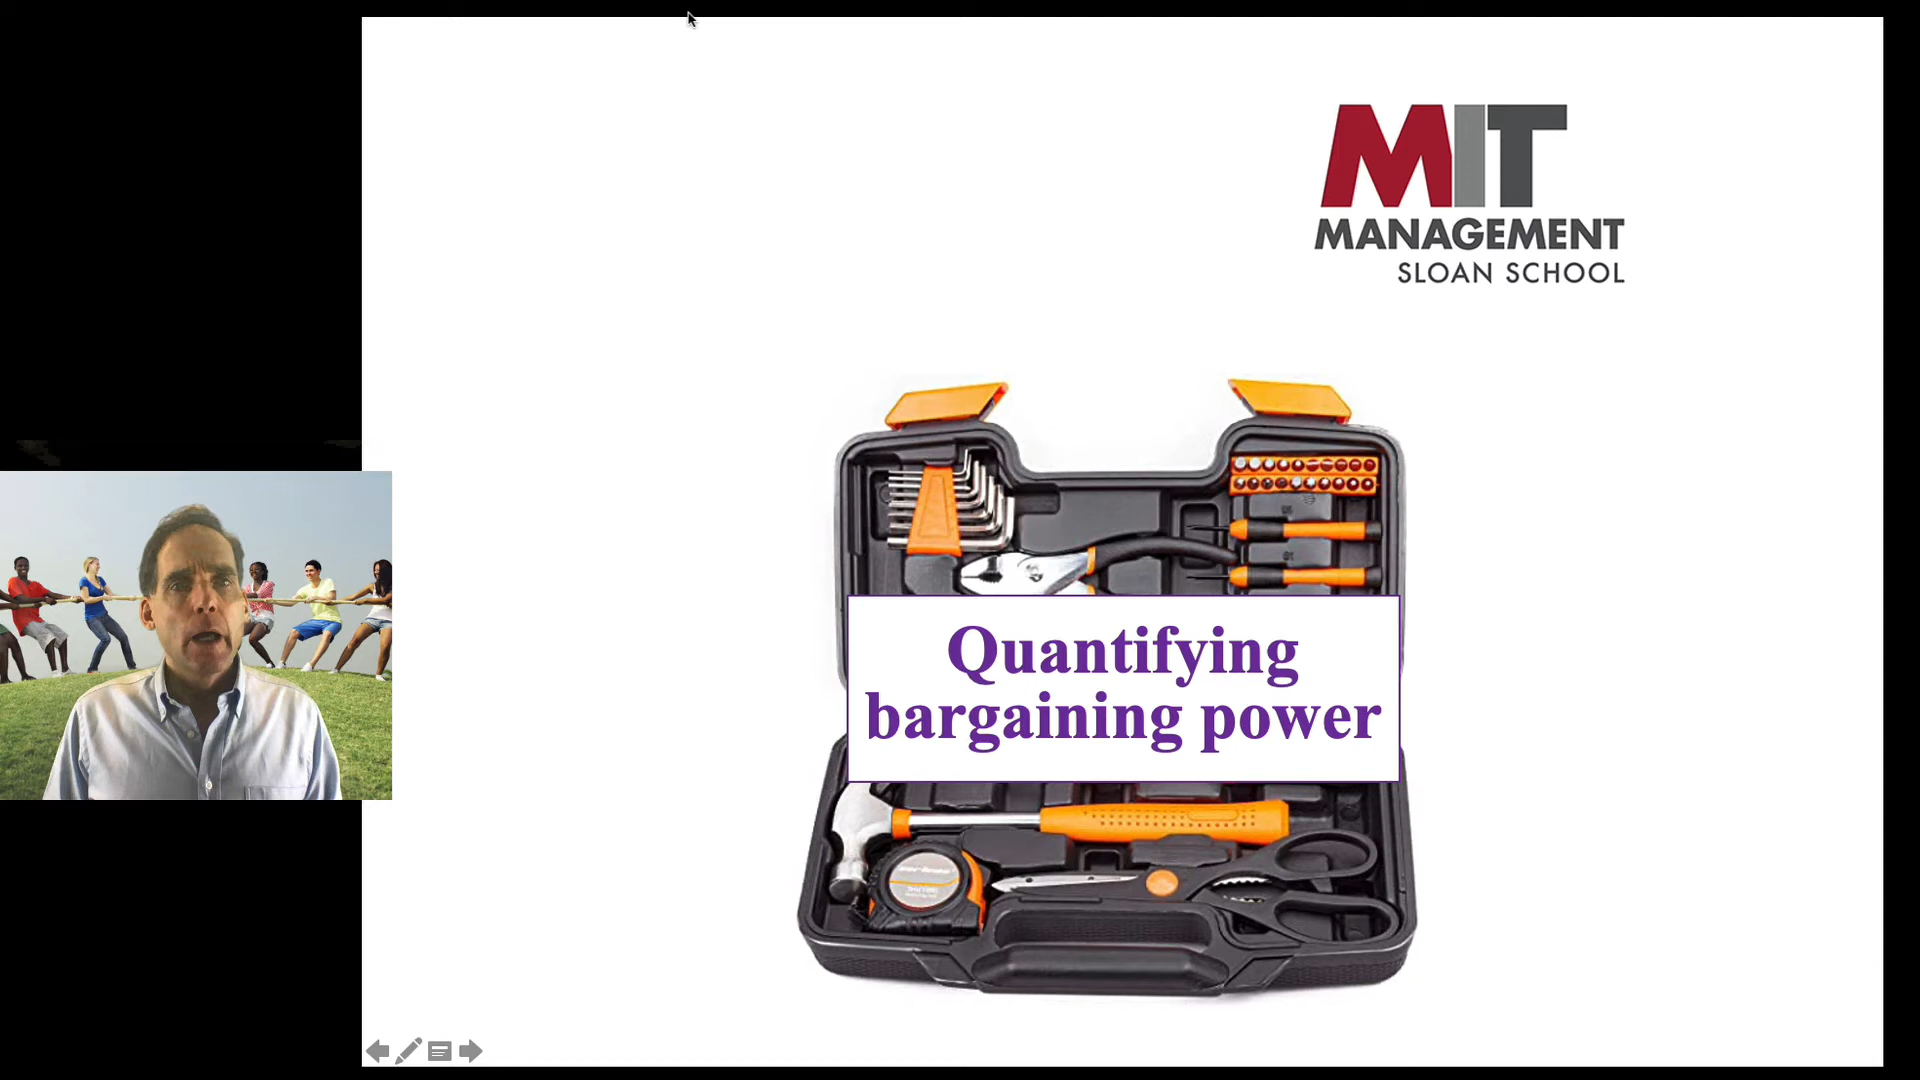 MIT
MANAGEMENT
SLOAN SCHOOL
Quantifying
bargaining power